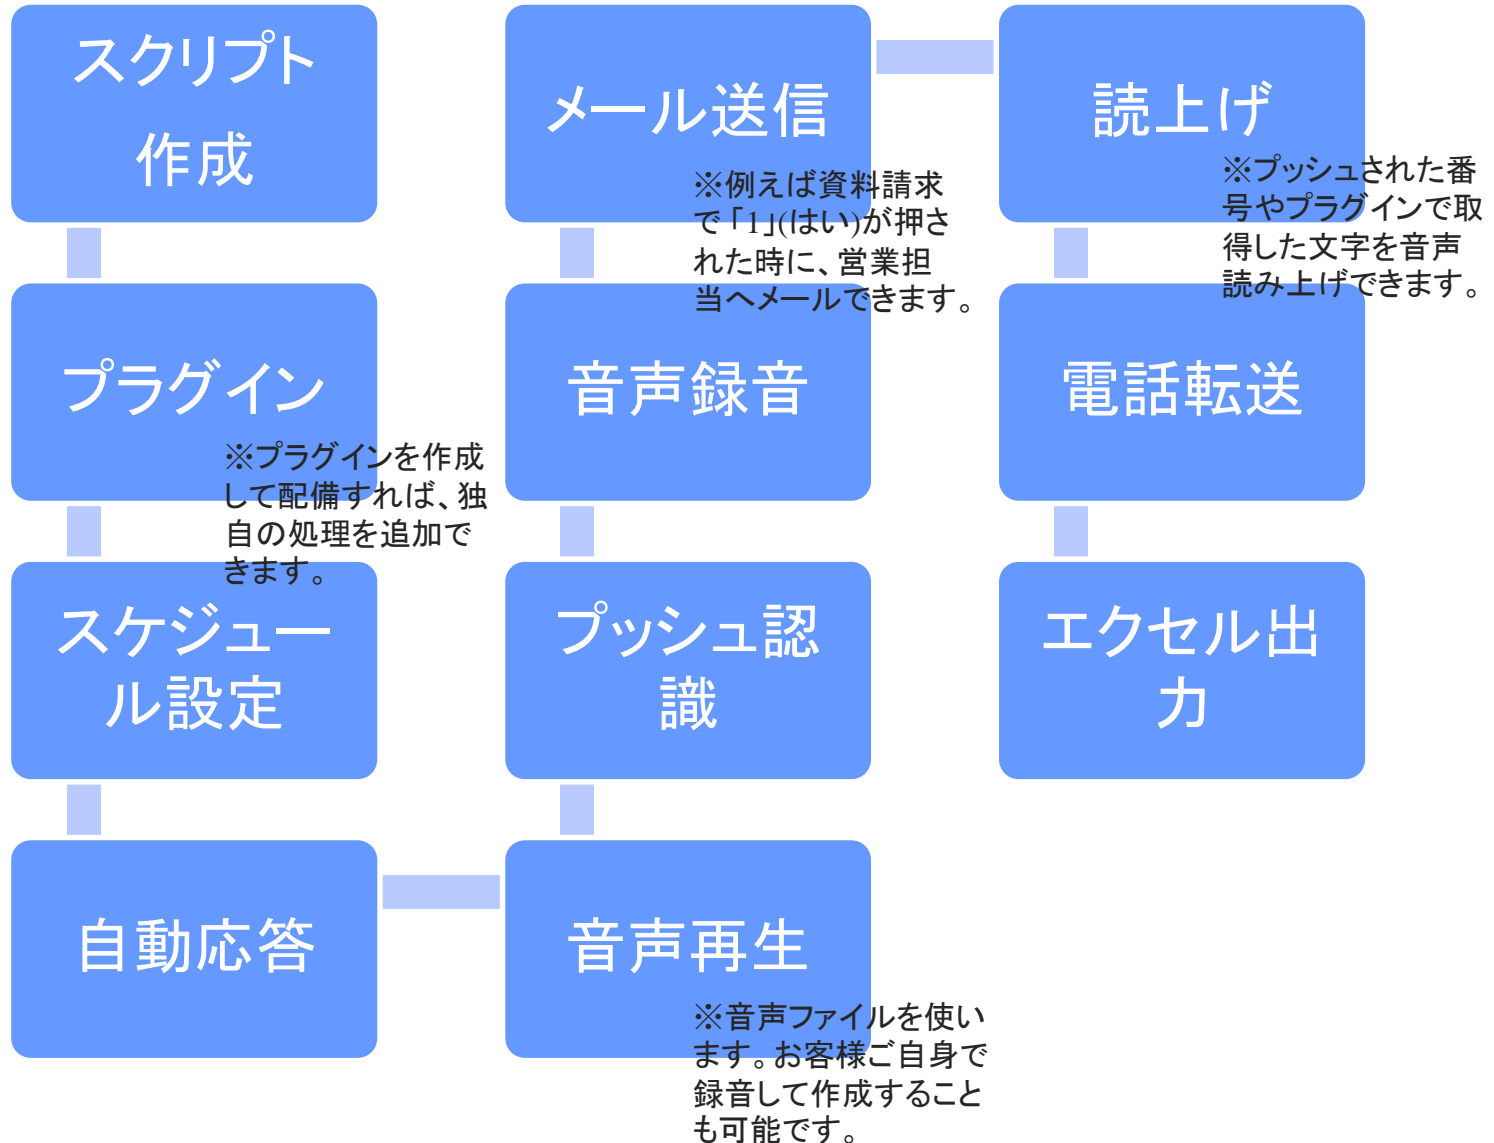 スクリプト
作成
プラグイン
※プラグインを作成
して配備すれば、独
自の処理を追加で
きます。
スケジュー
ル設定
自動応答
メール送信
※例えば資料請求
で「1」(はい)が押さ
れた時に、営業担
当へメールできます。
音声録音
プッシュ認
識
音声再生
※音声ファイルを使い
ます。お客様ご自身で
録音して作成すること
も可能です。
読上げ
※プッシュされた番
号やプラグインで取
得した文字を音声
読み上げできます。
電話転送
エクセル出
力